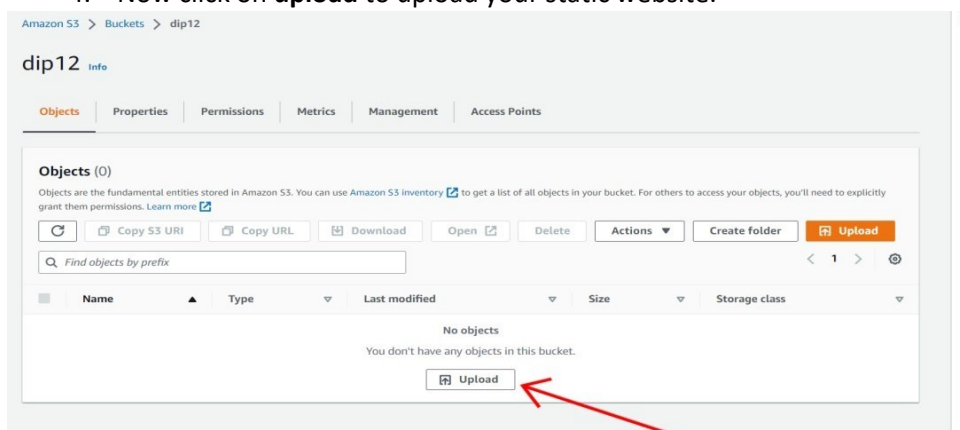 Now click on upload to upload your static website.
Amazon S3 > Buckets > dip12
dip12 Info
Objects Properties Permissions Metrics Management Access Points
Objects (0)
Objects are the fundamental entities stored in Amazon S3. You can use Amazon S3 inventory to get a list of all objects in your bucket. For others to access your objects, you'll need to explicitly
grant them permissions. Learn more
Copy S3 URI Copy URL Download Open Delete Actions Create folder Upload
Find objects by prefix < 1 >
Name Type Last modified Size Storage class
No objects
You don't have any objects in this bucket.
Upload